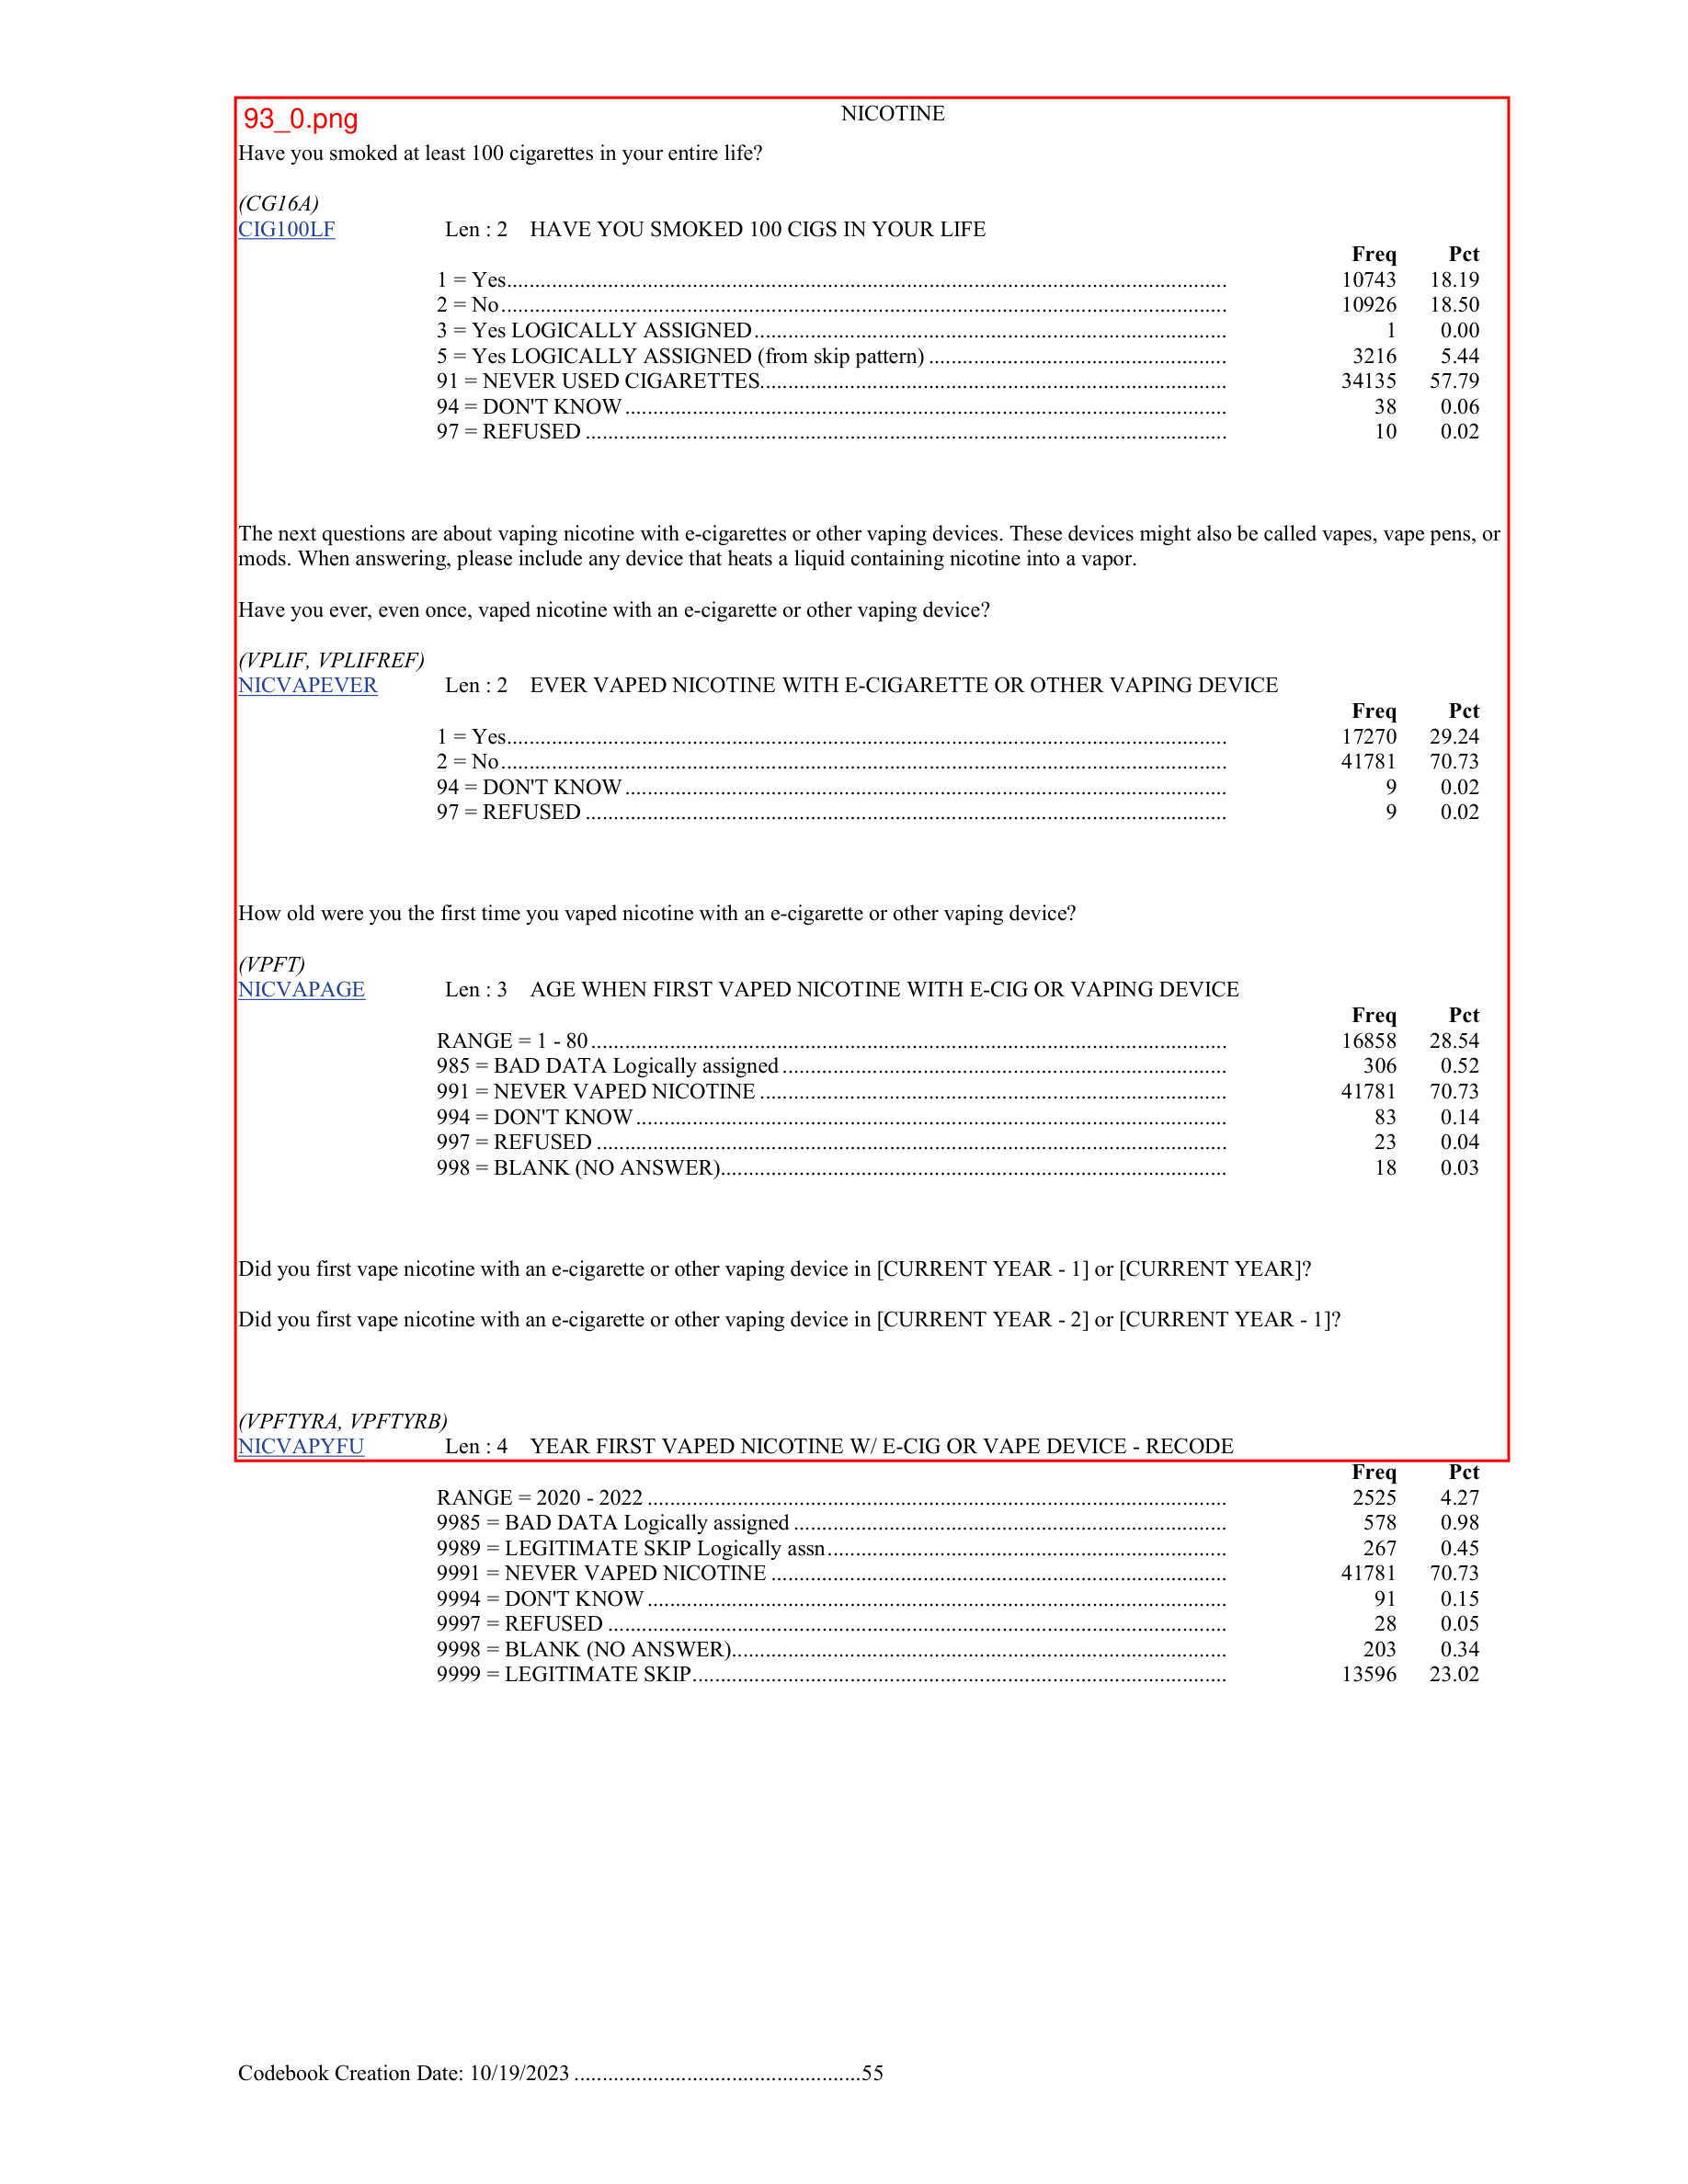 93_0.png
NICOTINE
Have you smoked at least 100 cigarettes in your entire life?
(CG16A)
CIG100LF Len : 2 HAVE YOU SMOKED 100 CIGS IN YOUR LIFE
Freq Pct
1 = Yes................................................................................................................................ 10743 18.19
2 = No................................................................................................................................. 10926 18.50
3 = Yes LOGICALLY ASSIGNED.................................................................................... 1 0.00
5 = Yes LOGICALLY ASSIGNED (from skip pattern) ..................................................... 3216 5.44
91 = NEVER USED CIGARETTES................................................................................... 34135 57.79
94 = DON'T KNOW........................................................................................................... 38 0.06
97 = REFUSED .................................................................................................................. 10 0.02
The next questions are about vaping nicotine with e-cigarettes or other vaping devices. These devices might also be called vapes, vape pens, or
mods. When answering, please include any device that heats a liquid containing nicotine into a vapor.
Have you ever, even once, vaped nicotine with an e-cigarette or other vaping device?
(VPLIF, VPLIFREF)
NICVAPEVER Len : 2 EVER VAPED NICOTINE WITH E-CIGARETTE OR OTHER VAPING DEVICE
Freq Pct
1 = Yes................................................................................................................................ 17270 29.24
2 = No................................................................................................................................. 41781 70.73
94 = DON'T KNOW........................................................................................................... 9 0.02
97 = REFUSED .................................................................................................................. 9 0.02
How old were you the first time you vaped nicotine with an e-cigarette or other vaping device?
(VPFT)
NICVAPAGE Len : 3 AGE WHEN FIRST VAPED NICOTINE WITH E-CIG OR VAPING DEVICE
Freq Pct
RANGE = 1 - 80................................................................................................................. 16858 28.54
985 = BAD DATA Logically assigned............................................................................... 306 0.52
991 = NEVER VAPED NICOTINE ................................................................................... 41781 70.73
994 = DON'T KNOW......................................................................................................... 83 0.14
997 = REFUSED ................................................................................................................ 23 0.04
998 = BLANK (NO ANSWER).......................................................................................... 18 0.03
Did you first vape nicotine with an e-cigarette or other vaping device in [CURRENT YEAR - 1] or [CURRENT YEAR]?
Did you first vape nicotine with an e-cigarette or other vaping device in [CURRENT YEAR - 2] or [CURRENT YEAR - 1]?
(VPFTYRA, VPFTYRB)
NICVAPYFU Len : 4 YEAR FIRST VAPED NICOTINE W/ E-CIG OR VAPE DEVICE - RECODE
Freq Pct
RANGE = 2020 - 2022 ....................................................................................................... 2525 4.27
9985 = BAD DATA Logically assigned ............................................................................. 578 0.98
9989 = LEGITIMATE SKIP Logically assn....................................................................... 267 0.45
9991 = NEVER VAPED NICOTINE ................................................................................. 41781 70.73
9994 = DON'T KNOW....................................................................................................... 91 0.15
9997 = REFUSED .............................................................................................................. 28 0.05
9998 = BLANK (NO ANSWER)........................................................................................ 203 0.34
9999 = LEGITIMATE SKIP............................................................................................... 13596 23.02
Codebook Creation Date: 10/19/2023 ...................................................55